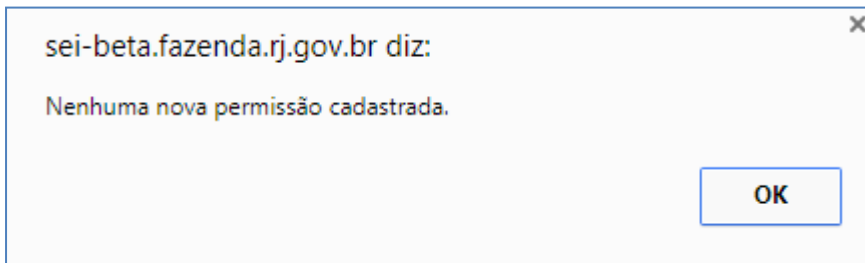 sei-beta.fazenda.rj.gov.br diz:
Nenhuma nova permissão cadastrada.
OK